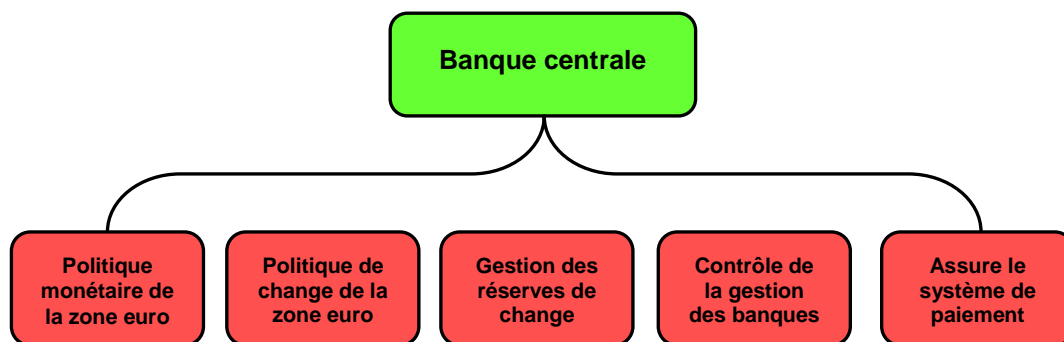 Banque centrale
Politique
monétaire de
la zone euro
Politique de
change de la
zone euro
Gestion des
réserves de
change
Contrôle de
la gestion
des banques
Assure le
système de
paiement